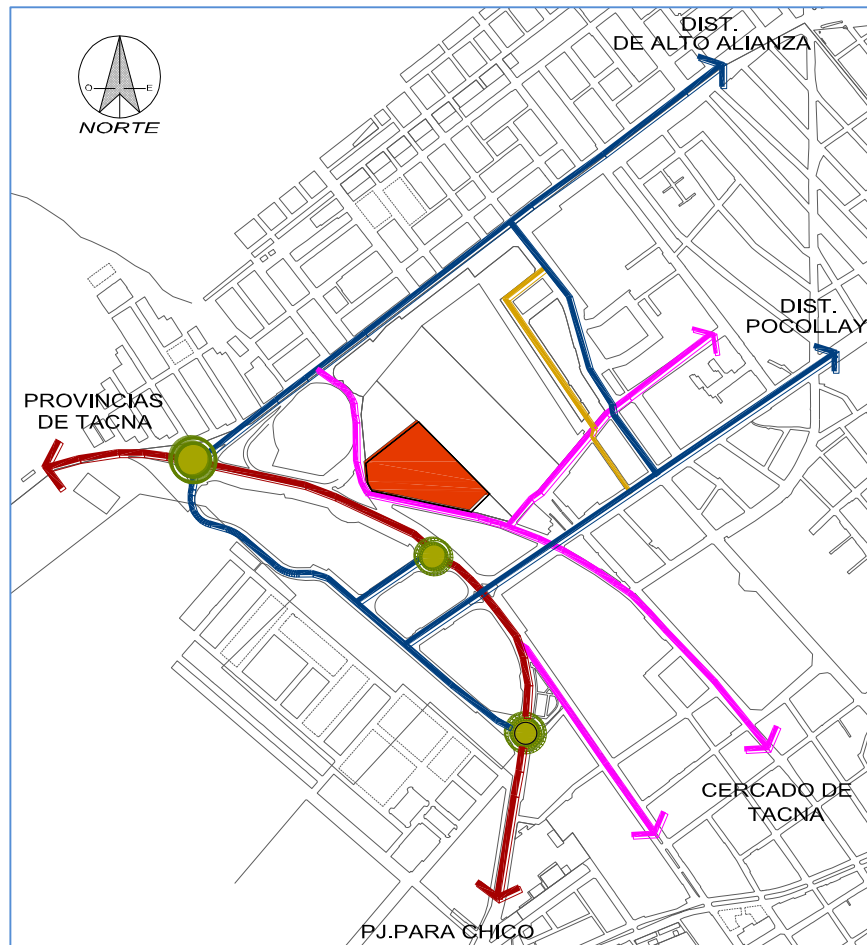 DIST.
DE ALTO ALIANZA
O E
NORTE
DIST.
POCOLLAY
PROVINCIAS
DE TACNA
CERCADO DE
TACNA
PJ.PARA CHICO